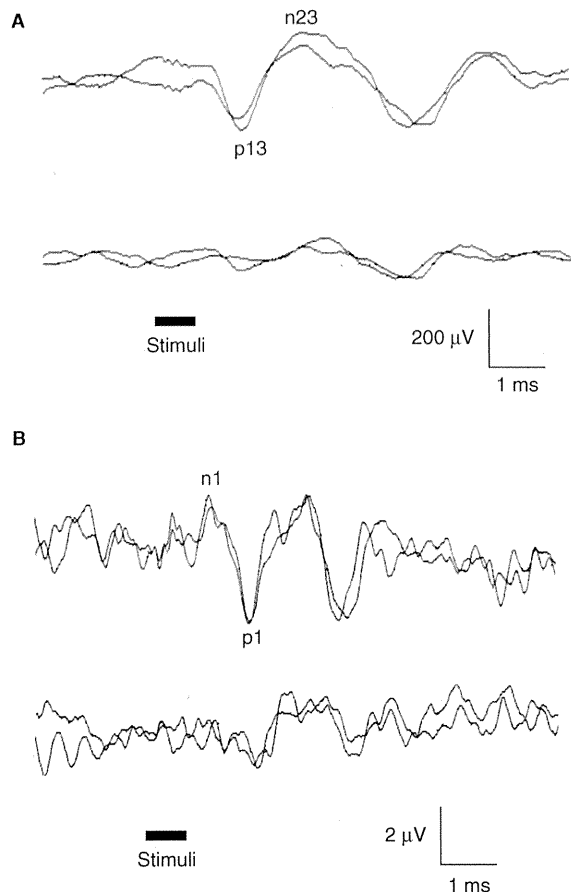 A
n23
p13
Stimuli
200 μV
1 ms
B
n1
p1
Stimuli
2 μV
1 ms